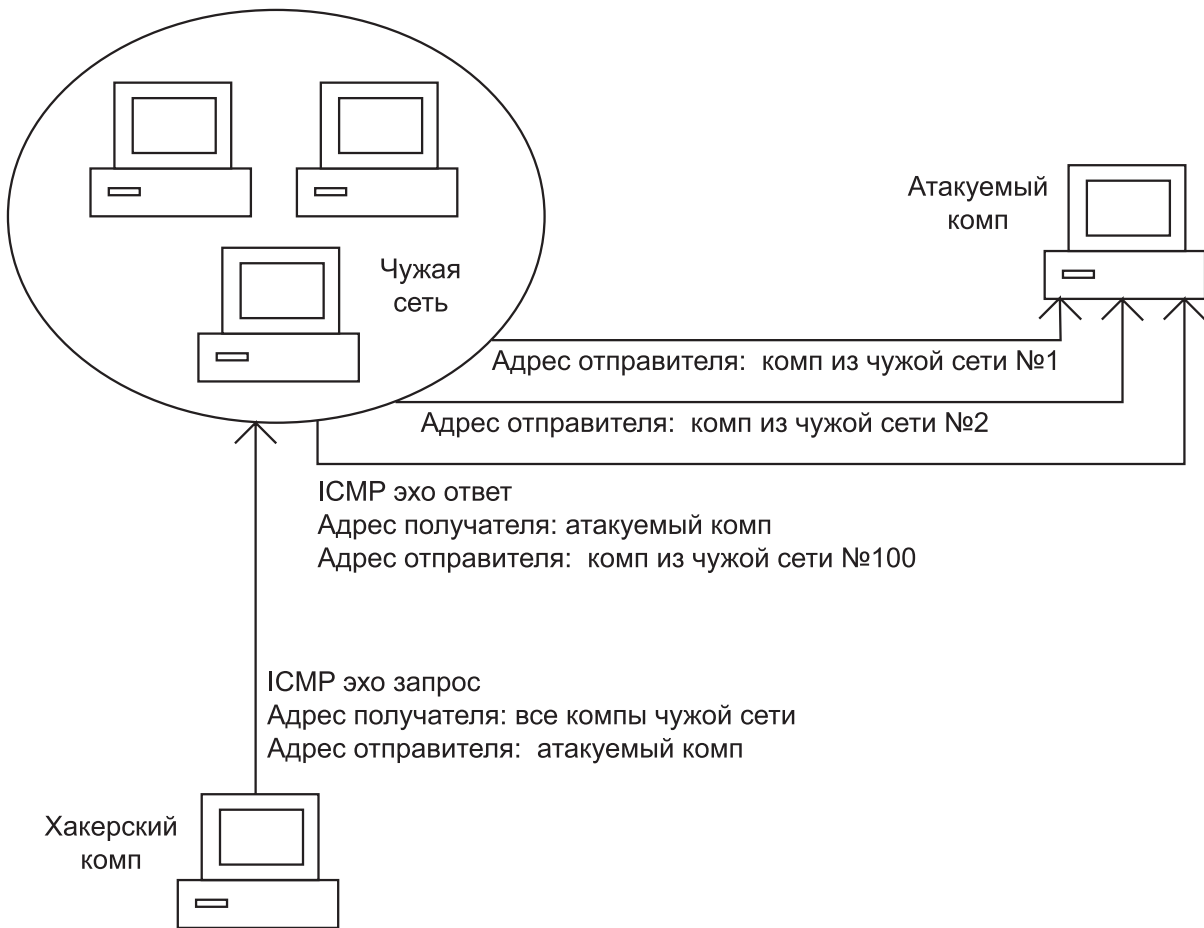 Чужая
сеть
Атакуемый
комп
Адрес отправителя: комп из чужой сети №1
Адрес отправителя: комп из чужой сети №2
ICMP эхо ответ
Адрес получателя: атакуемый комп
Адрес отправителя: комп из чужой сети №100
ICMP эхо запрос
Адрес получателя: все компы чужой сети
Адрес отправителя: атакуемый комп
Хакерский
комп